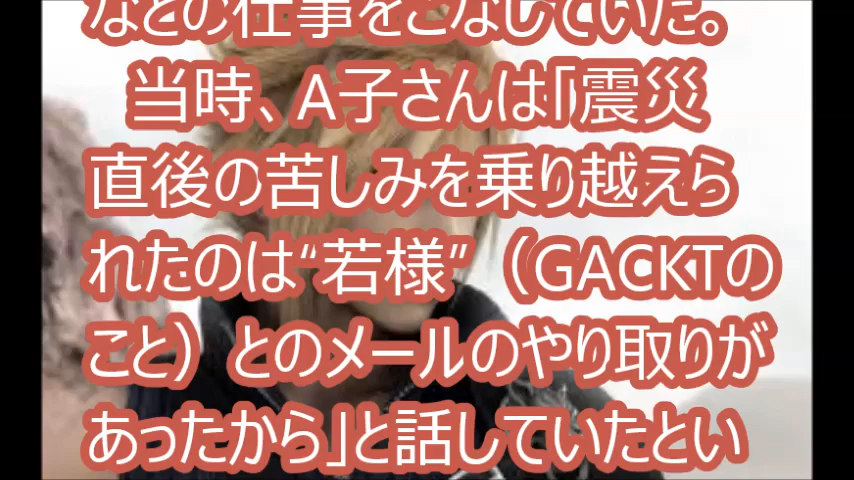 などの仕事をこなしていた。
当時、A子さんは「震災
直後の苦しみを乗り越えら
れたのは“若様”（GACKTの
こと）とのメールのやり取りが
あったから」と話していたとい